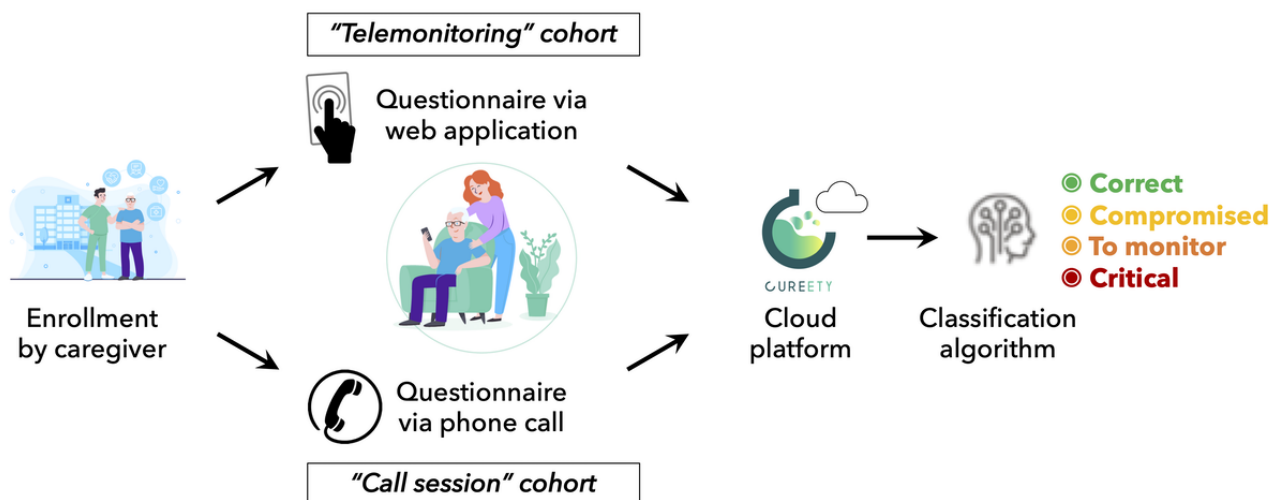 “Telemonitoring” cohort
Questionnaire via
web application
Enrollment
by caregiver
Questionnaire
via phone call
“Call session” cohort
CUREETY
Cloud
platform
Classification
algorithm
Correct
Compromised
To monitor
Critical